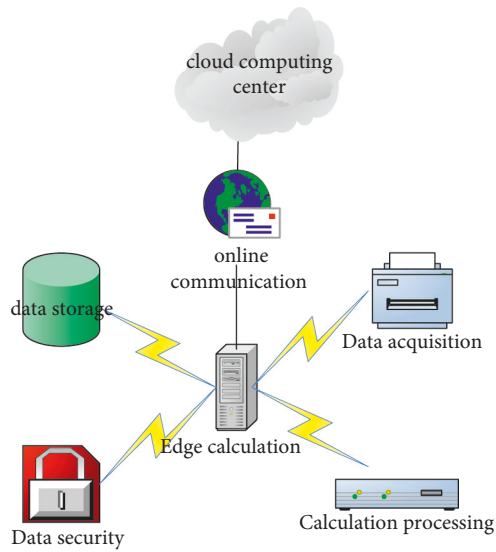 cloud computing
center
online
communication
data storage
Data acquisition
Edge calculation
Data security
Calculation processing